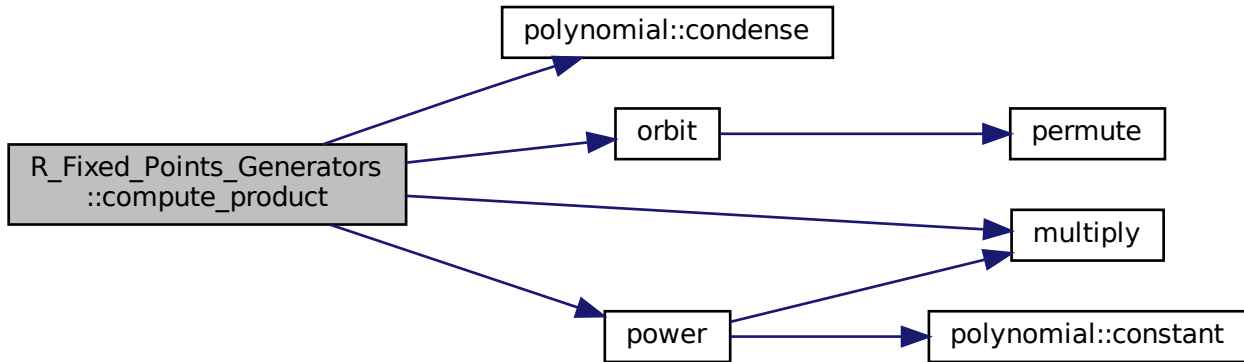 polynomial::condense
orbit
permute
R_Fixed_Points_Generators
::compute_product
multiply
power
polynomial::constant